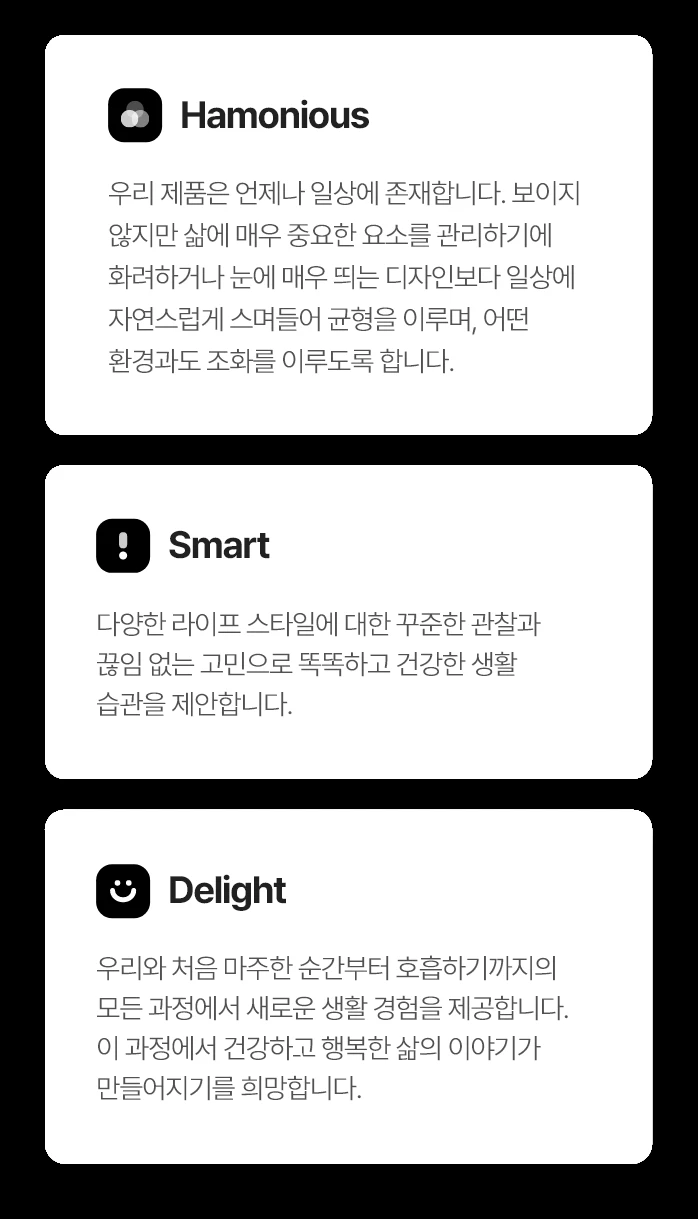 Hamonious
우리 제품은 언제나 일상에 존재합니다. 보이지
않지만 삶에 매우 중요한 요소를 관리하기에
화려하거나 눈에 매우 띄는 디자인보다 일상에
자연스럽게 스며들어 균형을 이루며, 어떤
환경과도 조화를 이루도록 합니다.
Smart
다양한 라이프 스타일에 대한 꾸준한 관찰과
끊임 없는 고민으로 똑똑하고 건강한 생활
습관을 제안합니다.
Delight
우리와 처음 마주한 순간부터 호흡하기까지의
모든 과정에서 새로운 생활 경험을 제공합니다.
이 과정에서 건강하고 행복한 삶의 이야기가
만들어지기를 희망합니다.